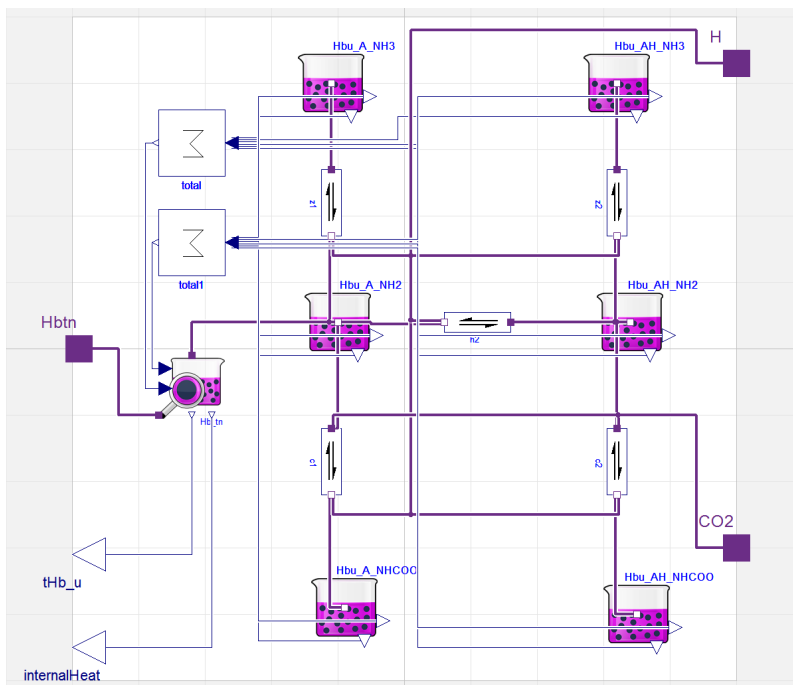 Hbu_A_NH3
Hbu_AH_NH3
H
total
z1
z2
total1
Hbu_A_NH2
Hbu_AH_NH2
Hbtn
h2
Hb_tn
c1
c2
CO2
tHb_u
Hbu_A_NHCOO
Hbu_AH_NHCOO
internalHeat